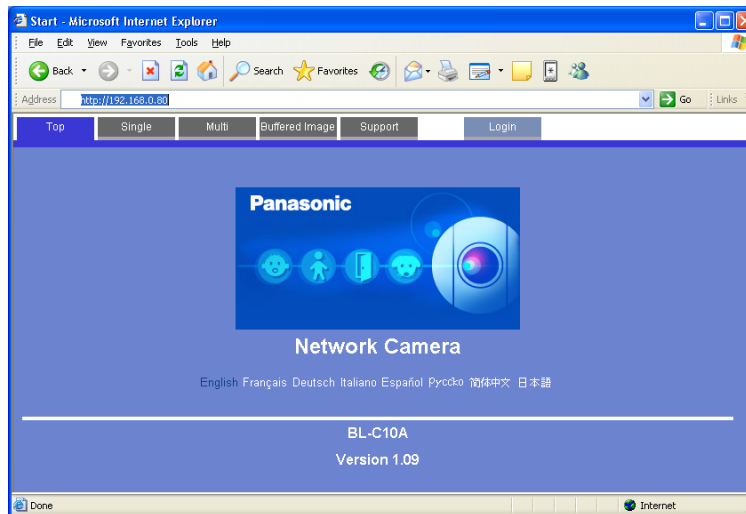 Start - Microsoft Internet Explorer
File Edit View Favorites Tools Help
Back Search Favorites
Address http://192.168.0.80 Go Links
Top Single Multi Buffered Image Support Login
Panasonic
Network Camera
English Français Deutsch Italiano Español Русско 简体中文 日本語
BL-C10A
Version 1.09
Done Internet